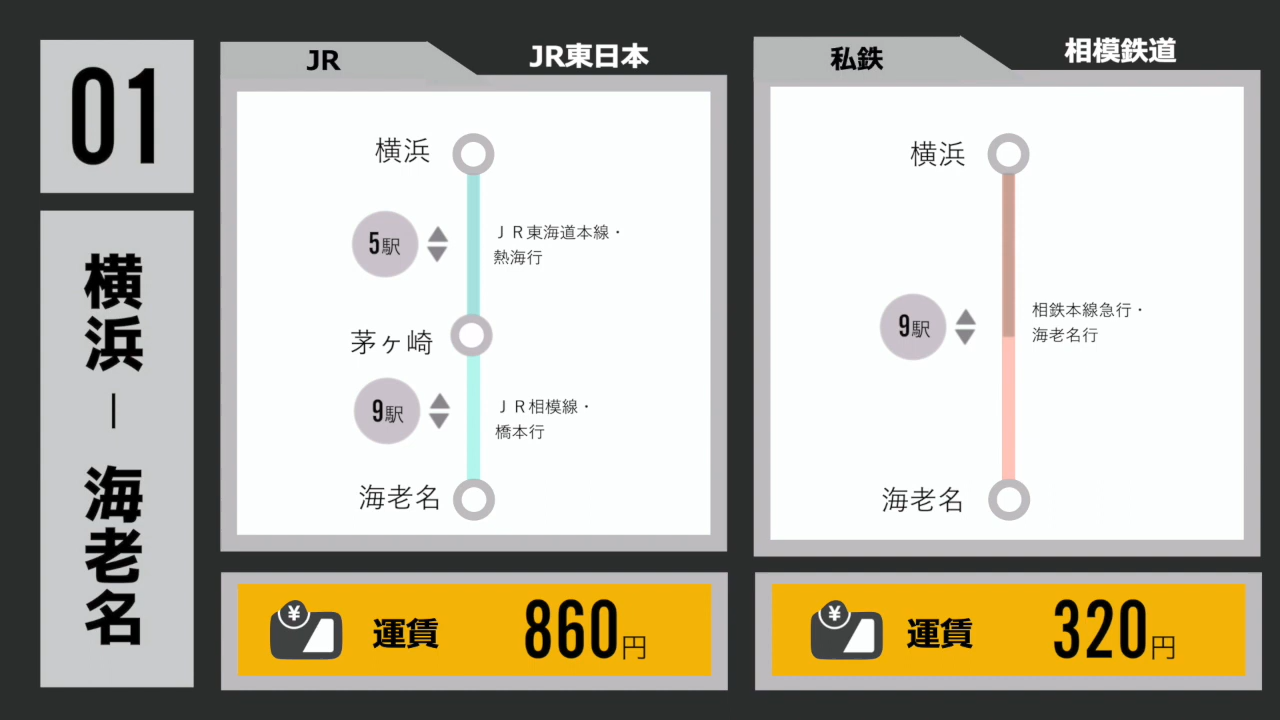 01
横浜 ー 海老名
JR
JR東日本
横浜
5駅
ＪＲ東海道本線・
熱海行
茅ヶ崎
9駅
ＪＲ相模線・
橋本行
海老名
¥
運賃
860円
私鉄
相模鉄道
横浜
9駅
相鉄本線急行・
海老名行
海老名
¥
運賃
320円